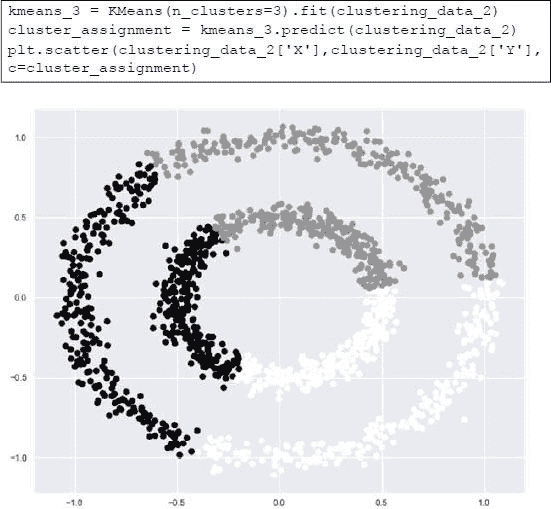 kmeans_3 = KMeans(n_clusters=3).fit(clustering_data_2)
cluster_assignment = kmeans_3.predict(clustering_data_2)
plt.scatter(clustering_data_2['X'],clustering_data_2['Y'],
c=cluster_assignment)
1.0
0.5
0.0
−0.5
−1.0
−1.0 −0.5 0.0 0.5 1.0